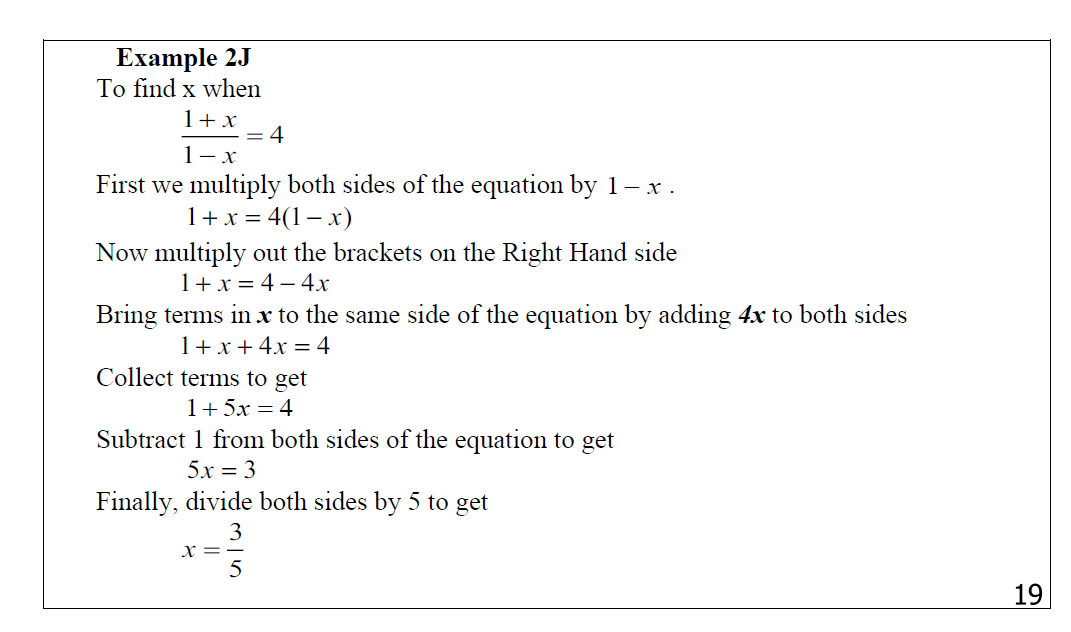 Example 2J
To find x when
1 + x
/ 1 − x = 4
First we multiply both sides of the equation by 1 − x .
1 + x = 4(1 − x)
Now multiply out the brackets on the Right Hand side
1 + x = 4 − 4x
Bring terms in x to the same side of the equation by adding 4x to both sides
1 + x + 4x = 4
Collect terms to get
1 + 5x = 4
Subtract 1 from both sides of the equation to get
5x = 3
Finally, divide both sides by 5 to get
x = 3/5
19